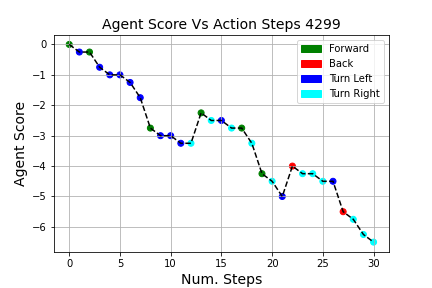 Agent Score Vs Action Steps 4299
Agent Score
0
−1
−2
−3
−4
−5
−6
Forward
Back
Turn Left
Turn Right
0 5 10 15 20 25 30
Num. Steps